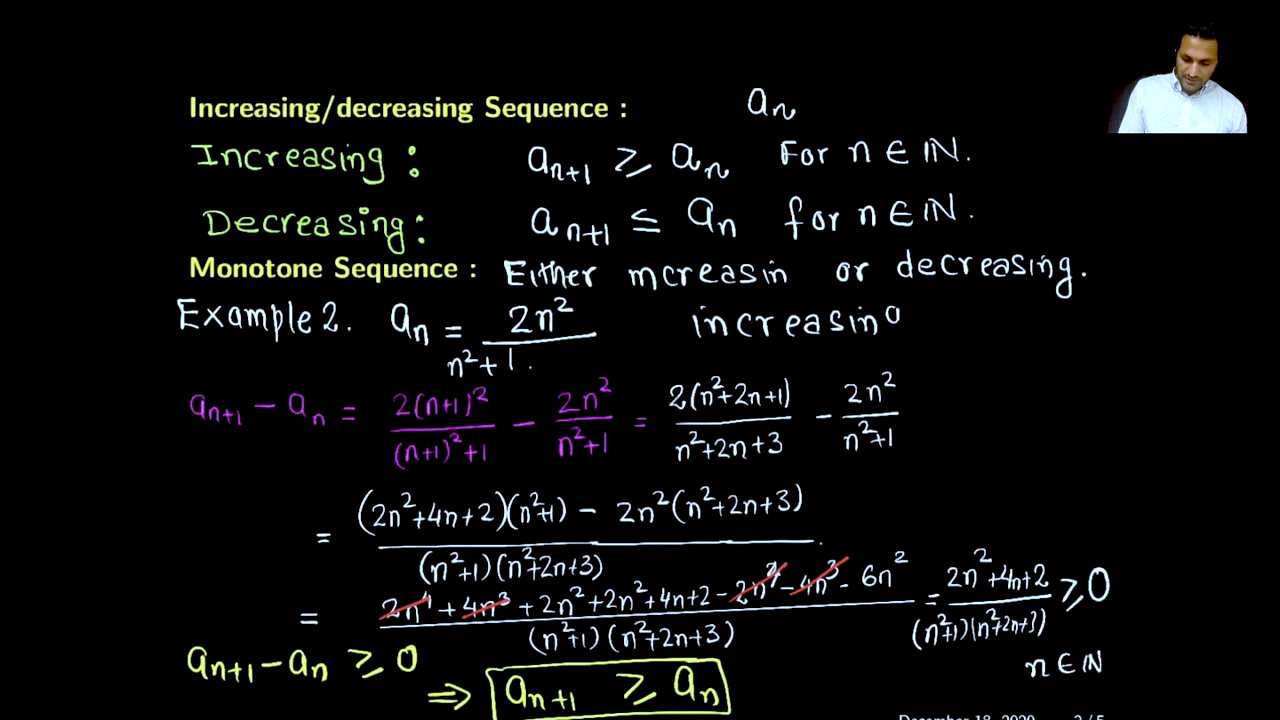 Increasing/decreasing Sequence : aₙ
Increasing : aₙ₊₁ ≥ aₙ For n ∈ ℕ.
Decreasing : aₙ₊₁ ≤ aₙ for n ∈ ℕ.
Monotone Sequence : Either increasin or decreasing.
Example 2. aₙ = 2n² / n²+1. increasing
aₙ₊₁ − aₙ = 2(n+1)² / (n+1)²+1 − 2n² / n²+1 = 2(n²+2n+1) / n²+2n+3 − 2n² / n²+1
= (2n²+4n+2)(n²+1) − 2n²(n²+2n+3) / (n²+1)(n²+2n+3)
= 2n⁴ + 4n³ + 2n² + 2n² + 4n + 2 − 2n⁴ − 4n³ − 6n² / (n²+1)(n²+2n+3) = 2n²+4n+2 / (n²+1)(n²+2n+3) ≥ 0
n ∈ ℕ
aₙ₊₁ − aₙ ≥ 0
⇒ aₙ₊₁ ≥ aₙ